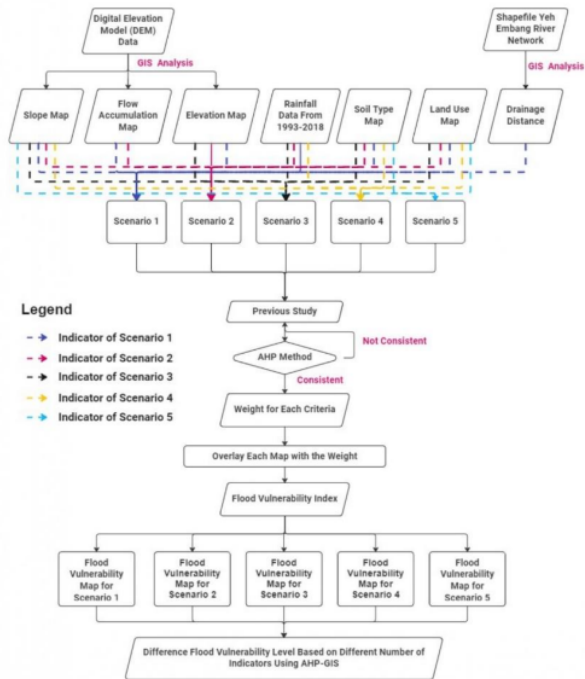 Digital Elevation
Model (DEM)
Data
Shapefile Yeh
Embang River
Network
GIS Analysis
GIS Analysis
Slope Map
Flow
Accumulation
Map
Elevation Map
Rainfall
Data From
1993-2018
Soil Type
Map
Land Use
Map
Drainage
Distance
Scenario 1
Scenario 2
Scenario 3
Scenario 4
Scenario 5
Legend
Indicator of Scenario 1
Indicator of Scenario 2
Indicator of Scenario 3
Indicator of Scenario 4
Indicator of Scenario 5
Previous Study
Not Consistent
AHP Method
Consistent
Weight for Each Criteria
Overlay Each Map with the Weight
Flood Vulnerability Index
Flood
Vulnerability
Map for
Scenario 1
Flood
Vulnerability
Map for
Scenario 2
Flood
Vulnerability
Map for
Scenario 3
Flood
Vulnerability
Map for
Scenario 4
Flood
Vulnerability
Map for
Scenario 5
Difference Flood Vulnerability Level Based on Different Number of
Indicators Using AHP-GIS